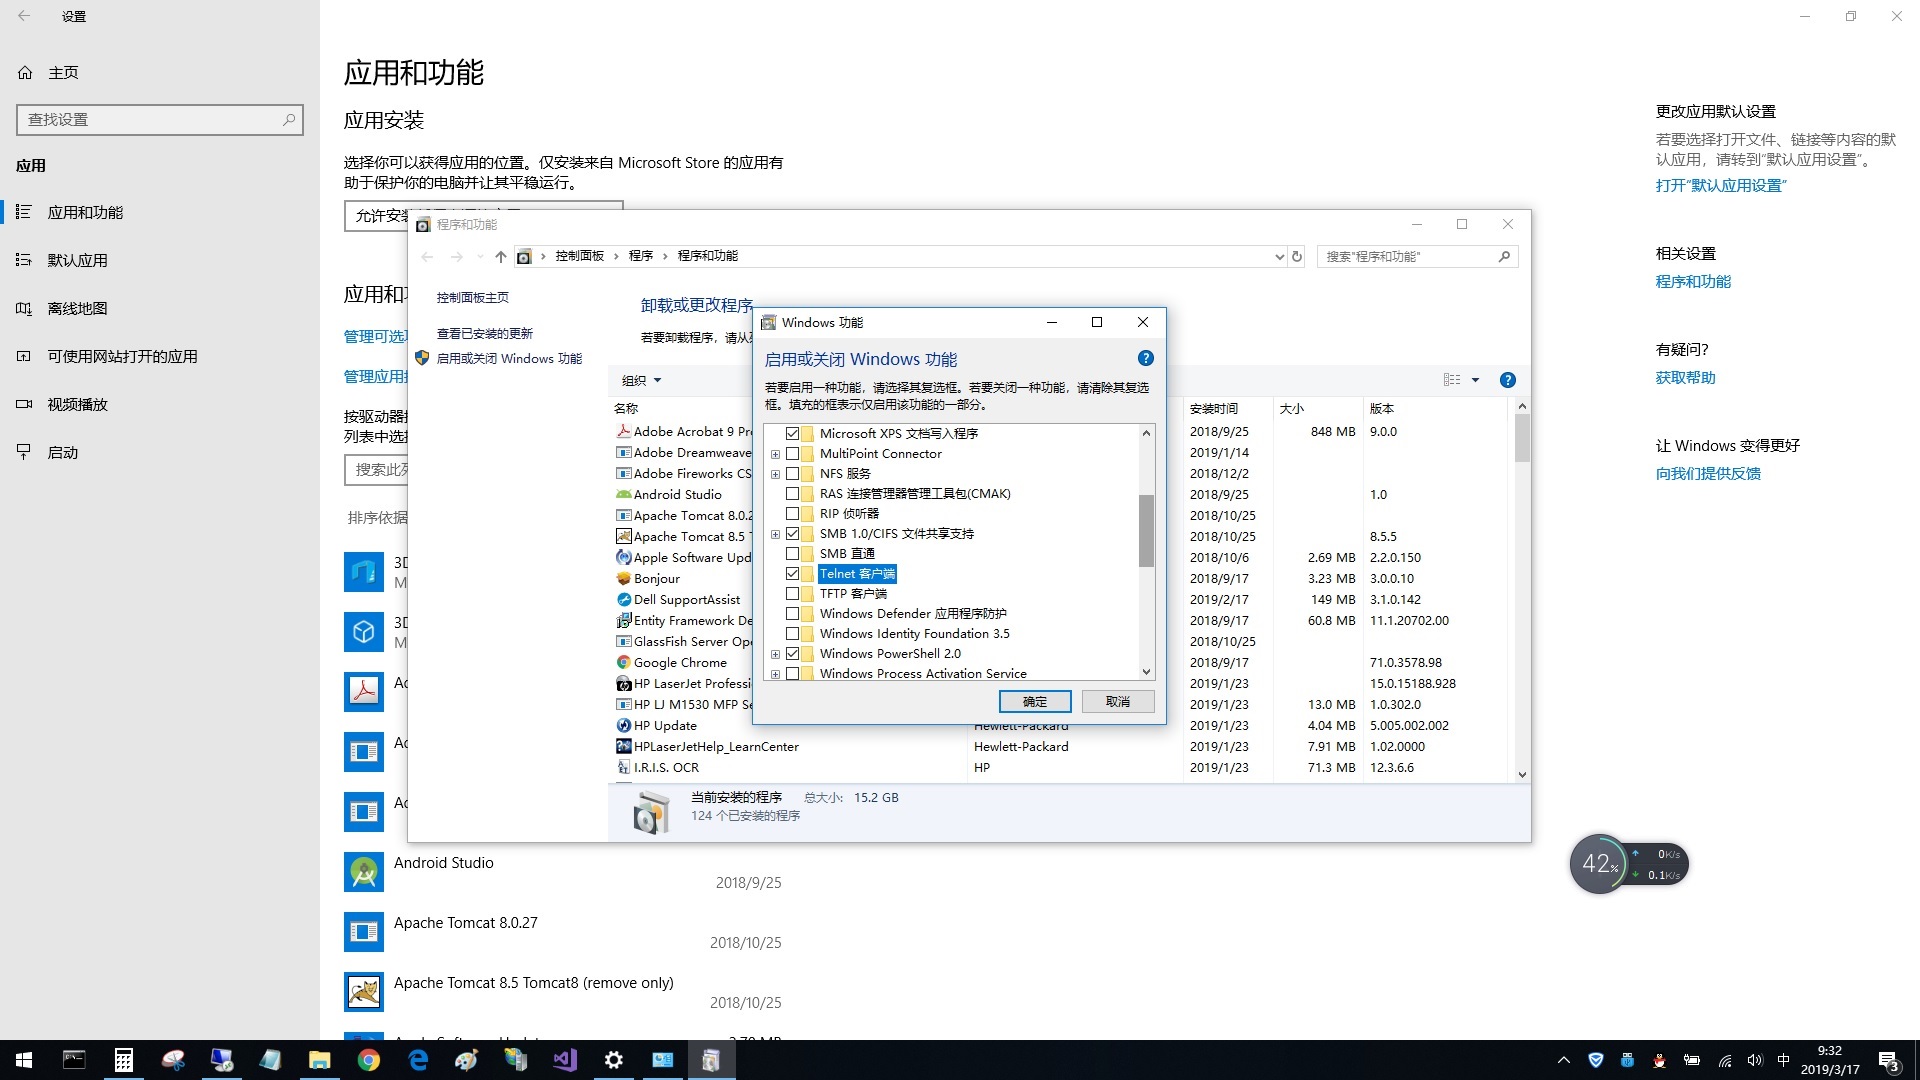 设置
主页
查找设置
应用
应用和功能
默认应用
离线地图
可使用网站打开的应用
视频播放
启动
应用和功能
应用安装
选择你可以获得应用的位置。仅安装来自 Microsoft Store 的应用有
助于保护你的电脑并让其平稳运行。
允许安装
应用和
管理可选
管理应用
按驱动器
列表中选
搜索此列
排序依据
3D
M
3D
M
Ad
Ad
Ad
Android Studio
2018/9/25
Apache Tomcat 8.0.27
2018/10/25
Apache Tomcat 8.5 Tomcat8 (remove only)
2018/10/25
更改应用默认设置
若要选择打开文件、链接等内容的默
认应用，请转到"默认应用设置"。
打开"默认应用设置"
相关设置
程序和功能
有疑问?
获取帮助
让 Windows 变得更好
向我们提供反馈
程序和功能
控制面板 程序 程序和功能
搜索"程序和功能"
控制面板主页
查看已安装的更新
启用或关闭 Windows 功能
卸载或更改程序
若要卸载程序，请从
组织
名称 安装时间 大小 版本
Adobe Acrobat 9 Pr 2018/9/25 848 MB 9.0.0
Adobe Dreamweave 2019/1/14
Adobe Fireworks CS 2018/12/2
Android Studio 2018/9/25 1.0
Apache Tomcat 8.0.2 2018/10/25
Apache Tomcat 8.5 2018/10/25 8.5.5
Apple Software Upd 2018/10/6 2.69 MB 2.2.0.150
Bonjour 2018/9/17 3.23 MB 3.0.0.10
Dell SupportAssist 2019/2/17 149 MB 3.1.0.142
Entity Framework De 2018/9/17 60.8 MB 11.1.20702.00
GlassFish Server Ope 2018/10/25
Google Chrome 2018/9/17 71.0.3578.98
HP LaserJet Professi 2019/1/23 15.0.15188.928
HP LJ M1530 MFP Se 2019/1/23 13.0 MB 1.0.302.0
HP Update Hewlett-Packard 2019/1/23 4.04 MB 5.005.002.002
HPLaserJetHelp_LearnCenter Hewlett-Packard 2019/1/23 7.91 MB 1.02.0000
I.R.I.S. OCR HP 2019/1/23 71.3 MB 12.3.6.6
当前安装的程序 总大小: 15.2 GB
124 个已安装的程序
Windows 功能
启用或关闭 Windows 功能
若要启用一种功能，请选择其复选框。若要关闭一种功能，请清除其复选
框。填充的框表示仅启用该功能的一部分。
Microsoft XPS 文档写入程序
MultiPoint Connector
NFS 服务
RAS 连接管理器管理工具包(CMAK)
RIP 侦听器
SMB 1.0/CIFS 文件共享支持
SMB 直通
Telnet 客户端
TFTP 客户端
Windows Defender 应用程序防护
Windows Identity Foundation 3.5
Windows PowerShell 2.0
Windows Process Activation Service
确定 取消
42%
0K/s
0.1K/s
中
9:32
2019/3/17
3